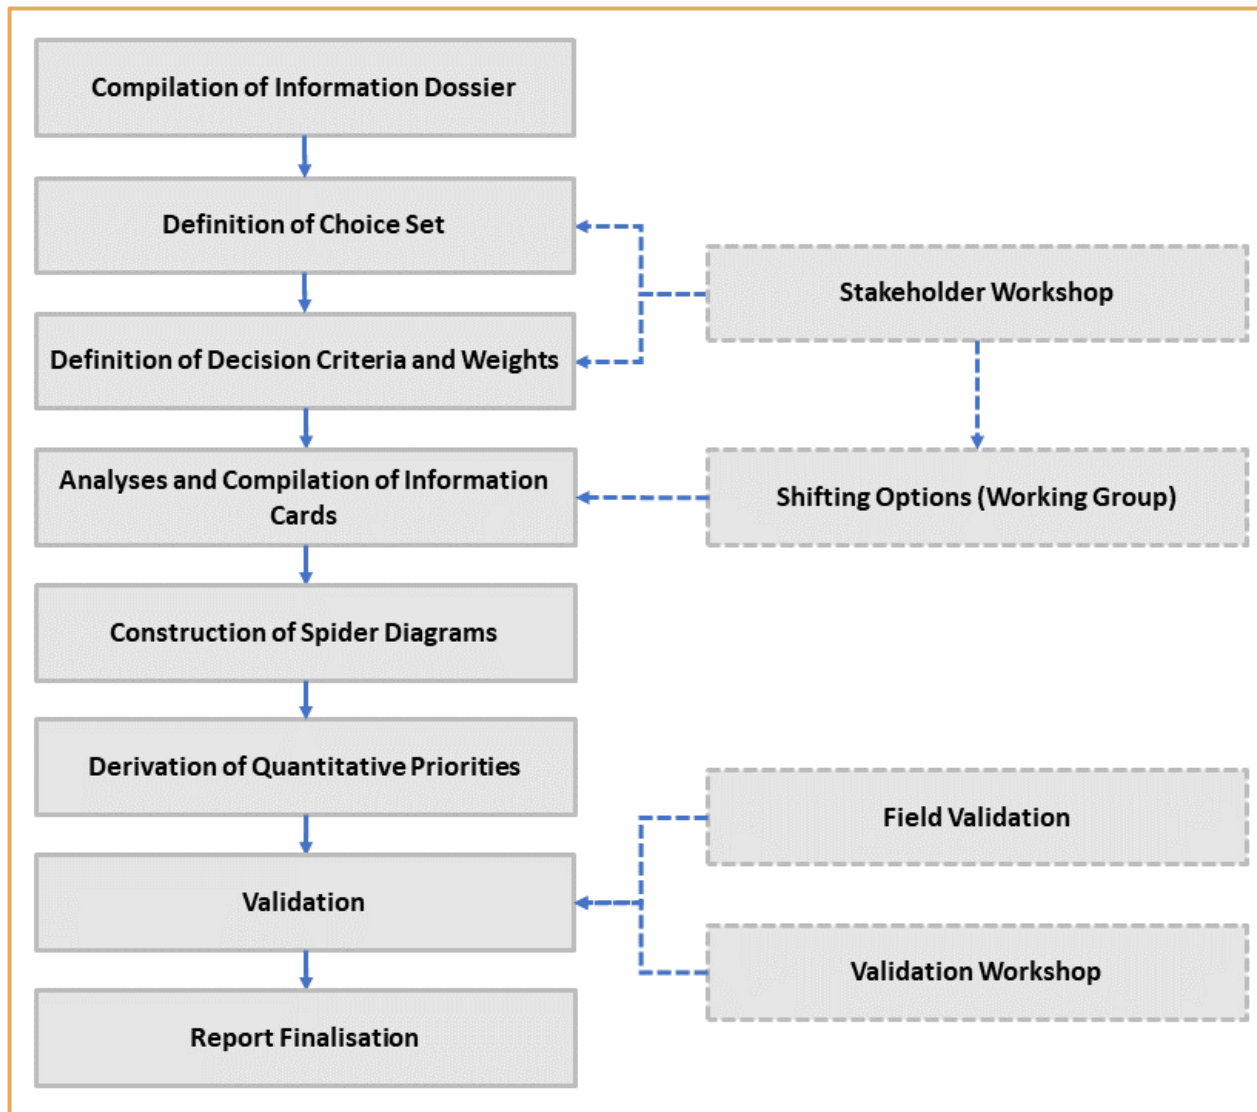 Compilation of Information Dossier
Definition of Choice Set
Stakeholder Workshop
Definition of Decision Criteria and Weights
Analyses and Compilation of Information
Cards
Shifting Options (Working Group)
Construction of Spider Diagrams
Derivation of Quantitative Priorities
Field Validation
Validation
Validation Workshop
Report Finalisation